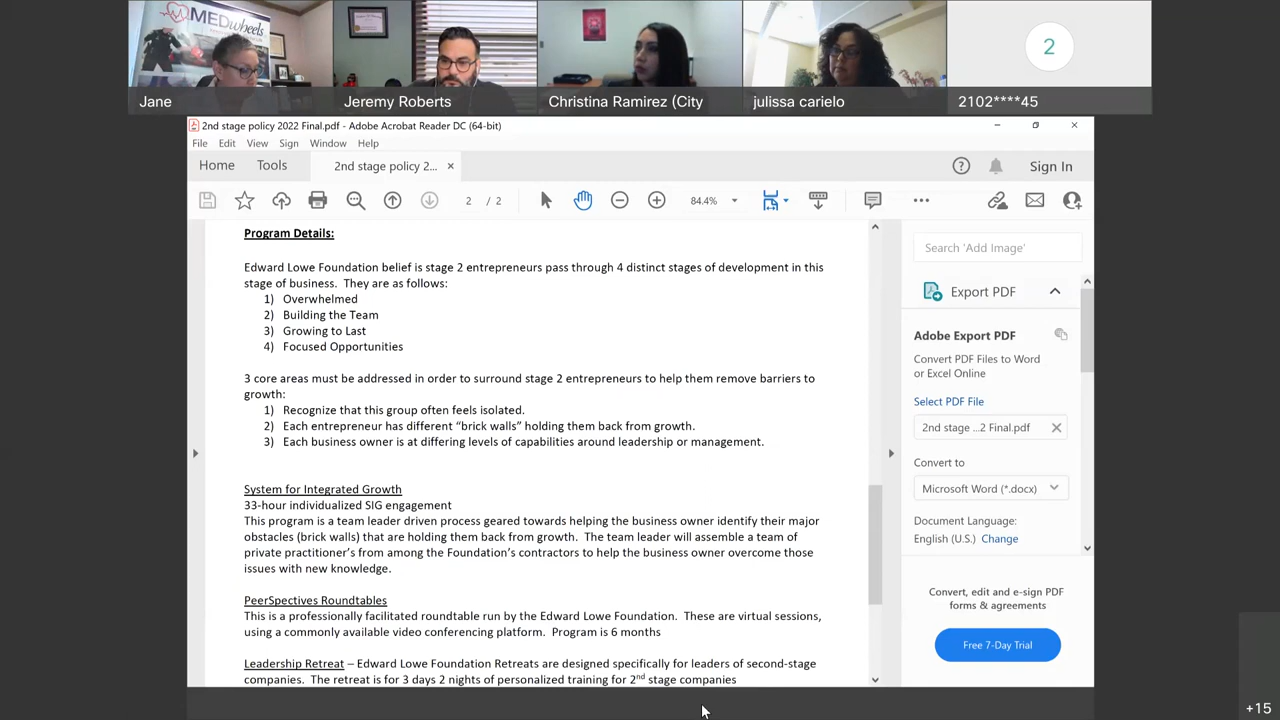 MEDwheels
2
Jane
Jeremy Roberts
Christina Ramirez (City
julissa carielo
2102****45
2nd stage policy 2022 Final.pdf - Adobe Acrobat Reader DC (64-bit)
File Edit View Sign Window Help
Home Tools 2nd stage policy 2... Sign In
2 / 2 84.4%
Program Details:
Edward Lowe Foundation belief is stage 2 entrepreneurs pass through 4 distinct stages of development in this
stage of business. They are as follows:
1) Overwhelmed
2) Building the Team
3) Growing to Last
4) Focused Opportunities
3 core areas must be addressed in order to surround stage 2 entrepreneurs to help them remove barriers to
growth:
1) Recognize that this group often feels isolated.
2) Each entrepreneur has different “brick walls” holding them back from growth.
3) Each business owner is at differing levels of capabilities around leadership or management.
System for Integrated Growth
33-hour individualized SIG engagement
This program is a team leader driven process geared towards helping the business owner identify their major
obstacles (brick walls) that are holding them back from growth. The team leader will assemble a team of
private practitioner’s from among the Foundation’s contractors to help the business owner overcome those
issues with new knowledge.
PeerSpectives Roundtables
This is a professionally facilitated roundtable run by the Edward Lowe Foundation. These are virtual sessions,
using a commonly available video conferencing platform. Program is 6 months
Leadership Retreat – Edward Lowe Foundation Retreats are designed specifically for leaders of second-stage
companies. The retreat is for 3 days 2 nights of personalized training for 2nd stage companies
Search 'Add Image'
Export PDF
Adobe Export PDF
Convert PDF Files to Word
or Excel Online
Select PDF File
2nd stage ...2 Final.pdf
Convert to
Microsoft Word (*.docx)
Document Language:
English (U.S.) Change
Convert, edit and e-sign PDF
forms & agreements
Free 7-Day Trial
+15